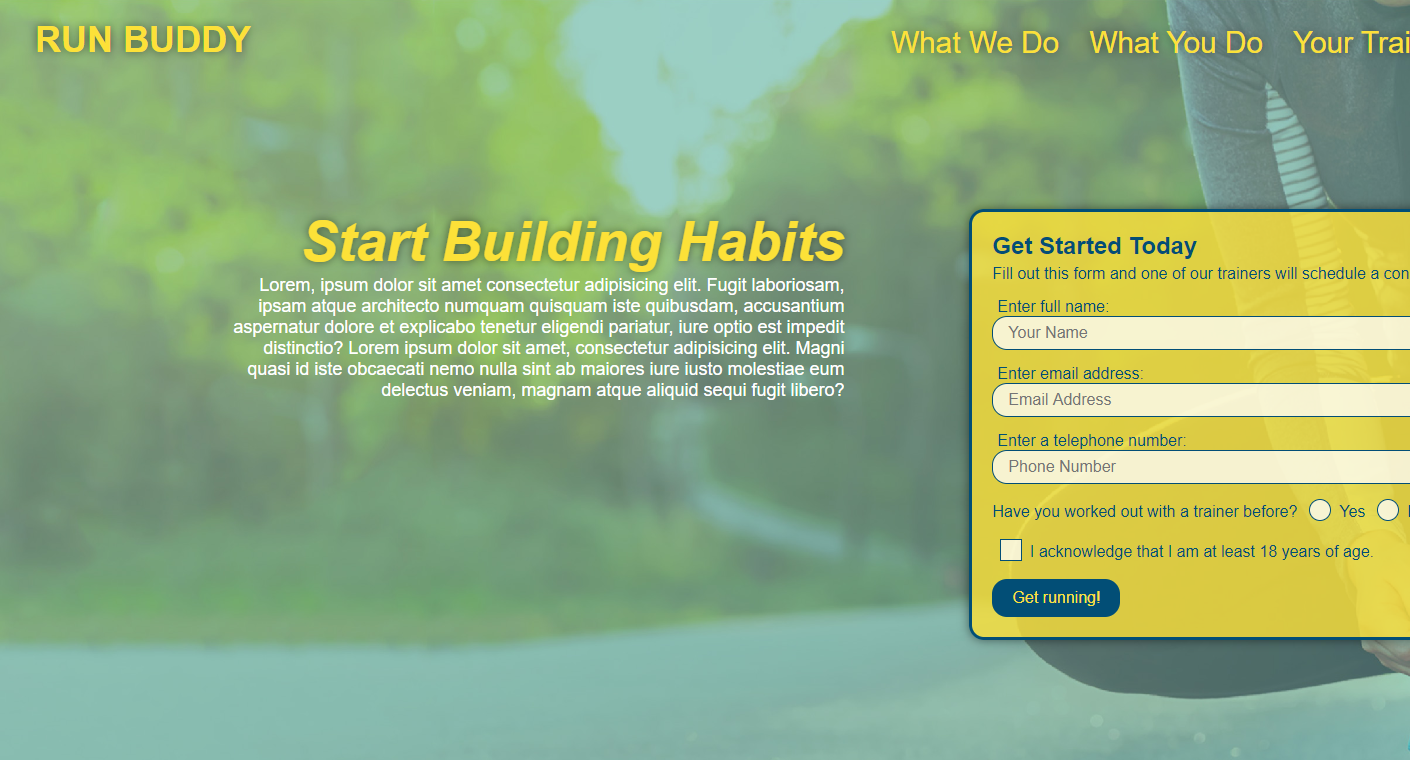 RUN BUDDY
What We Do What You Do Your
Start Building Habits
Lorem, ipsum dolor sit amet consectetur adipisicing elit. Fugit laboriosam,
ipsam atque architecto numquam quisquam iste quibusdam, accusantium
aspernatur dolore et explicabo tenetur eligendi pariatur, iure optio est impedit
distinctio? Lorem ipsum dolor sit amet, consectetur adipisicing elit. Magni
quasi id iste obcaecati nemo nulla sint ab maiores iure iusto molestiae eum
delectus veniam, magnam atque aliquid sequi fugit libero?
Get Started Today
Fill out this form and one of our trainers will schedule a
Enter full name:
Your Name
Enter email address:
Email Address
Enter a telephone number:
Phone Number
Have you worked out with a trainer before? Yes
I acknowledge that I am at least 18 years of age.
Get running!